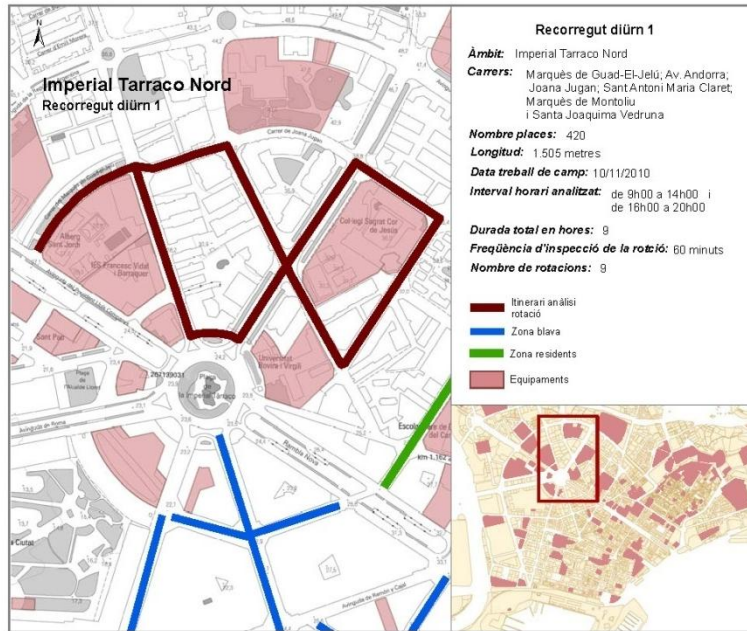 Imperial Tarraco Nord
Recorregut diürn 1
N
Carrer de Joana Jugan
Col·legi Sagrat Cor
de Jesús
Alberg
Sant Jordi
IES Francesc Vidal
i Barraquer
Sant Pau
Universitat
Rovira i Virgili
Plaça
de
la Imperial Tàrraco
Avinguda de Roma
Rambla Nova
km 1.162
a Ciutat
Avinguda de Ramón y Cajal
Recorregut diürn 1
Àmbit: Imperial Tarraco Nord
Carrers: Marquès de Guad-El-Jelú; Av. Andorra;
Joana Jugan; Sant Antoni Maria Claret;
Marquès de Montoliu
i Santa Joaquima Vedruna
Nombre places: 420
Longitud: 1.505 metres
Data treball de camp: 10/11/2010
Interval horari analitzat: de 9h00 a 14h00 i
de 16h00 a 20h00
Durada total en hores: 9
Freqüència d'inspecció de la rotció: 60 minuts
Nombre de rotacions: 9
Itinerari anàlisi
rotació
Zona blava
Zona residents
Equipaments